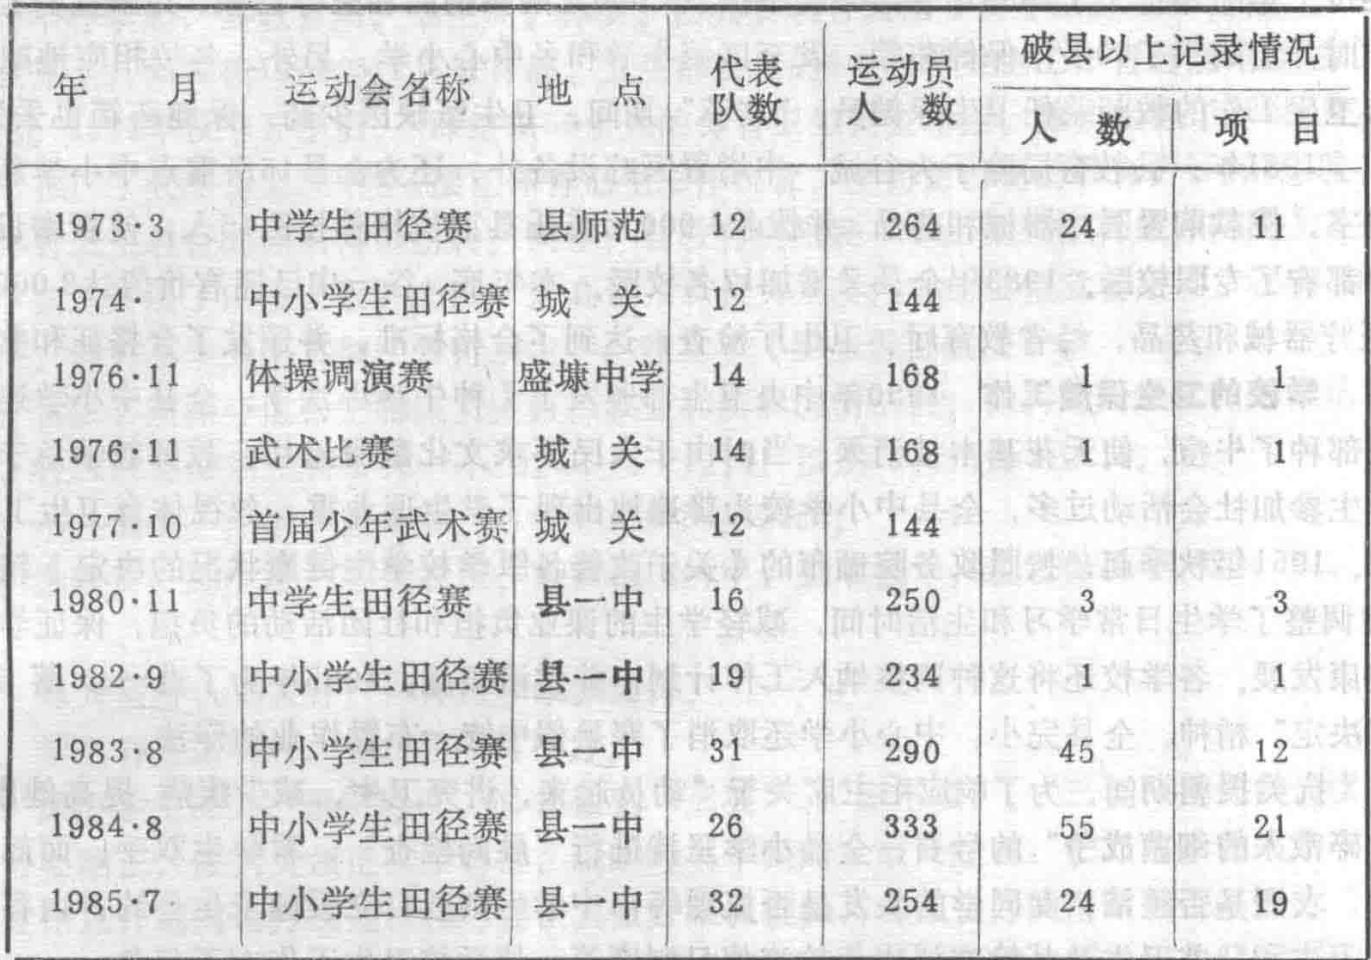 年 月 运动会名称 地 点 代表队数 运动员人 数 破县以上记录情况
人 数 项 目
1973·3 中学生田径赛 县师范 12 264 24 11
1974· 中小学生田径赛 城 关 12 144
1976·11 体操调演赛 盛塘中学 14 168 1 1
1976·11 武术比赛 城 关 14 168 1 1
1977·10 首届少年武术赛 城 关 12 144
1980·11 中学生田径赛 县一中 16 250 3 3
1982·9 中小学生田径赛 县一中 19 234 1 1
1983·8 中小学生田径赛 县一中 31 290 45 12
1984·8 中小学生田径赛 县一中 26 333 55 21
1985·7 中小学生田径赛 县一中 32 254 24 19